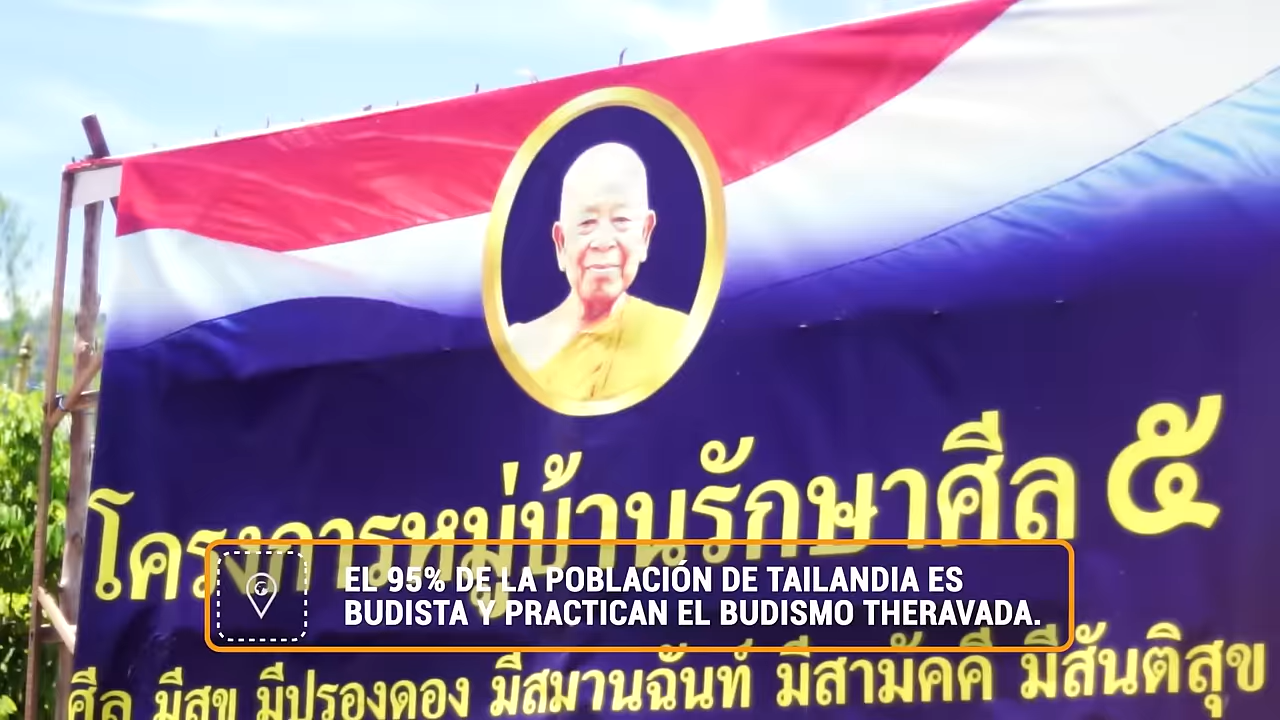 โครงการหมู่บ้านรักษาศีล ๕
EL 95% DE LA POBLACIÓN DE TAILANDIA ES
BUDISTA Y PRACTICAN EL BUDISMO THERAVADA.
ศีล มีสุข มีปรองดอง มีสมานฉันท์ มีสามัคคี มีสันติสุข